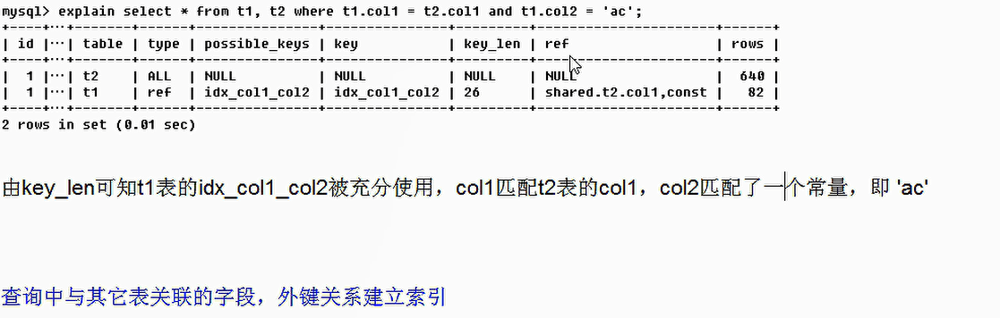 mysql> explain select * from t1, t2 where t1.col1 = t2.col1 and t1.col2 = 'ac';
+----+...+-------+------+---------------+---------------+---------+----------------------+------+
| id |...| table | type | possible_keys | key | key_len | ref | rows |
+----+...+-------+------+---------------+---------------+---------+----------------------+------+
| 1 |...| t2 | ALL | NULL | NULL | NULL | NULL | 640 |
| 1 |...| t1 | ref | idx_col1_col2 | idx_col1_col2 | 26 | shared.t2.col1,const | 82 |
+----+...+-------+------+---------------+---------------+---------+----------------------+------+
2 rows in set (0.01 sec)
由key_len可知t1表的idx_col1_col2被充分使用，col1匹配t2表的col1，col2匹配了一个常量，即 'ac'
查询中与其它表关联的字段，外键关系建立索引